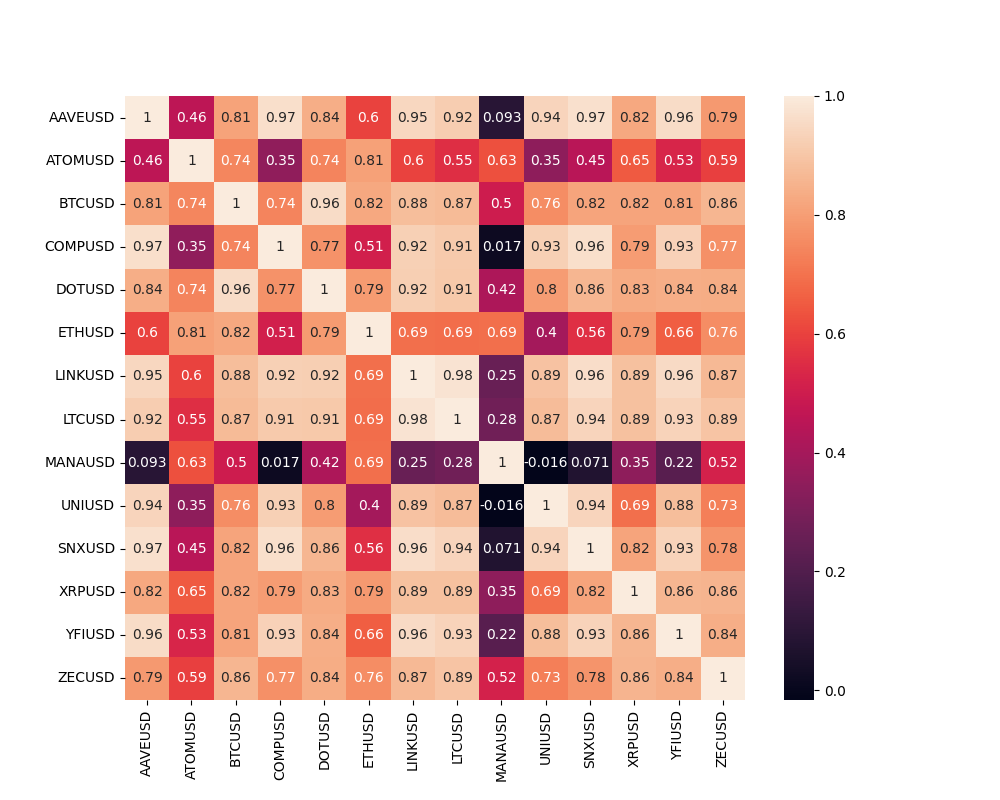 1.0
AAVEUSD 1 0.46 0.81 0.97 0.84 0.6 0.95 0.92 0.093 0.94 0.97 0.82 0.96 0.79
ATOMUSD 0.46 1 0.74 0.35 0.74 0.81 0.6 0.55 0.63 0.35 0.45 0.65 0.53 0.59
BTCUSD 0.81 0.74 1 0.74 0.96 0.82 0.88 0.87 0.5 0.76 0.82 0.82 0.81 0.86
0.8
COMPUSD 0.97 0.35 0.74 1 0.77 0.51 0.92 0.91 0.017 0.93 0.96 0.79 0.93 0.77
DOTUSD 0.84 0.74 0.96 0.77 1 0.79 0.92 0.91 0.42 0.8 0.86 0.83 0.84 0.84
ETHUSD 0.6 0.81 0.82 0.51 0.79 1 0.69 0.69 0.69 0.4 0.56 0.79 0.66 0.76
0.6
LINKUSD 0.95 0.6 0.88 0.92 0.92 0.69 1 0.98 0.25 0.89 0.96 0.89 0.96 0.87
LTCUSD 0.92 0.55 0.87 0.91 0.91 0.69 0.98 1 0.28 0.87 0.94 0.89 0.93 0.89
0.4
MANAUSD 0.093 0.63 0.5 0.017 0.42 0.69 0.25 0.28 1 -0.016 0.071 0.35 0.22 0.52
UNIUSD 0.94 0.35 0.76 0.93 0.8 0.4 0.89 0.87 -0.016 1 0.94 0.69 0.88 0.73
SNXUSD 0.97 0.45 0.82 0.96 0.86 0.56 0.96 0.94 0.071 0.94 1 0.82 0.93 0.78
0.2
XRPUSD 0.82 0.65 0.82 0.79 0.83 0.79 0.89 0.89 0.35 0.69 0.82 1 0.86 0.86
YFIUSD 0.96 0.53 0.81 0.93 0.84 0.66 0.96 0.93 0.22 0.88 0.93 0.86 1 0.84
ZECUSD 0.79 0.59 0.86 0.77 0.84 0.76 0.87 0.89 0.52 0.73 0.78 0.86 0.84 1
0.0
AAVEUSD
ATOMUSD
BTCUSD
COMPUSD
DOTUSD
ETHUSD
LINKUSD
LTCUSD
MANAUSD
UNIUSD
SNXUSD
XRPUSD
YFIUSD
ZECUSD